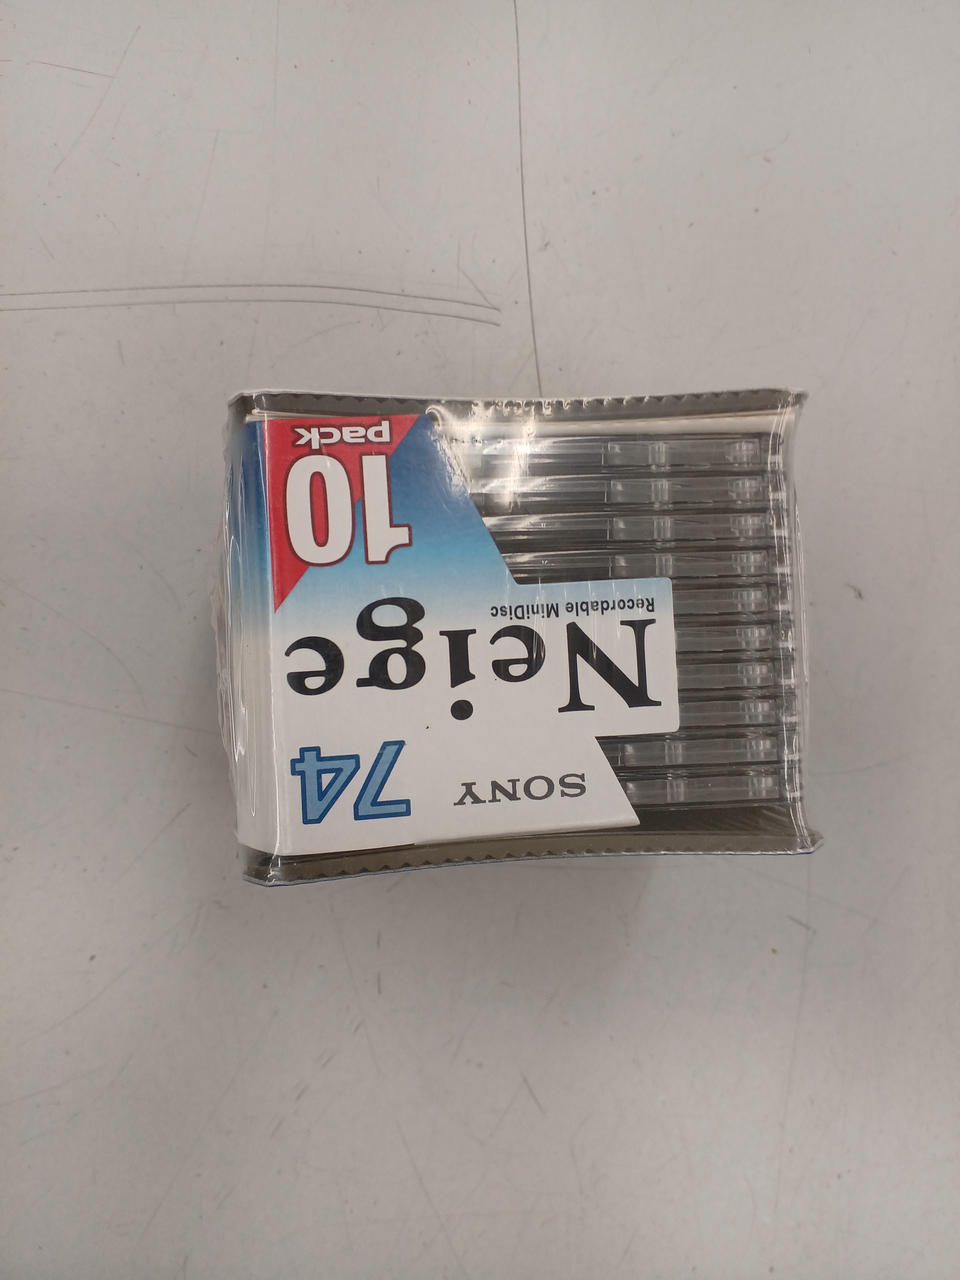 SONY
74
Neige
Recordable MiniDisc
10
pack